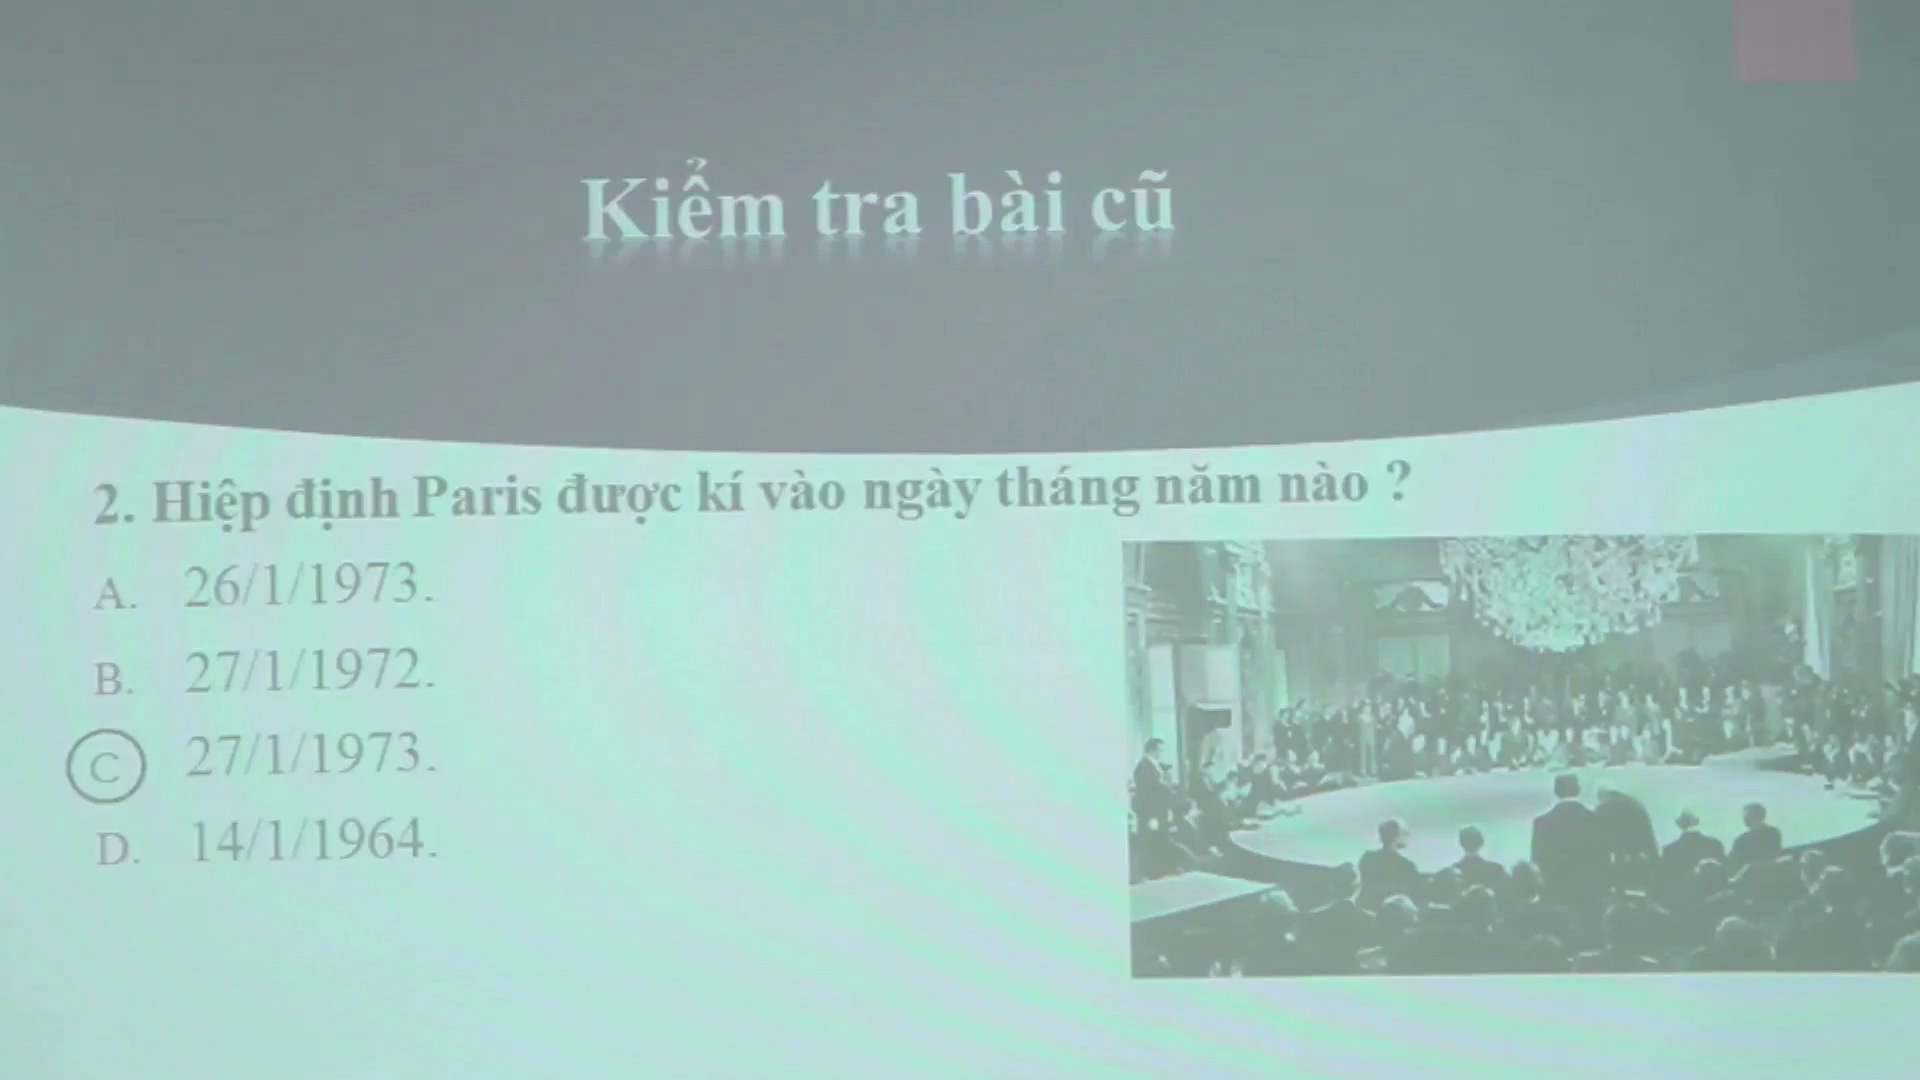 Kiểm tra bài cũ
2. Hiệp định Paris được kí vào ngày tháng năm nào ?
A. 26/1/1973.
B. 27/1/1972.
C 27/1/1973.
D. 14/1/1964.